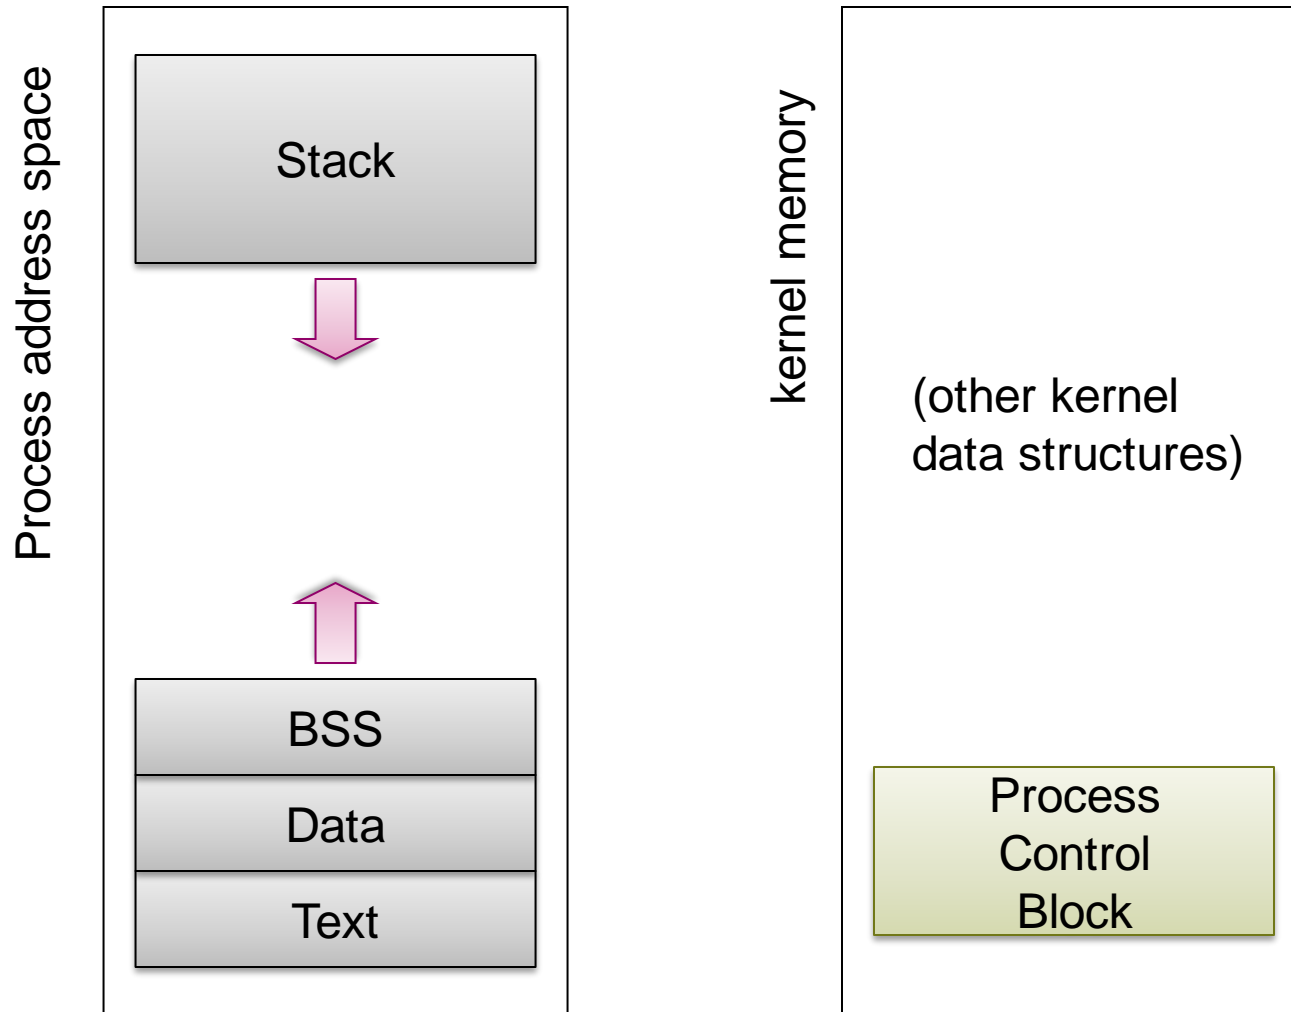 Process address space
Stack
BSS
Data
Text
kernel memory
(other kernel
data structures)
Process
Control
Block